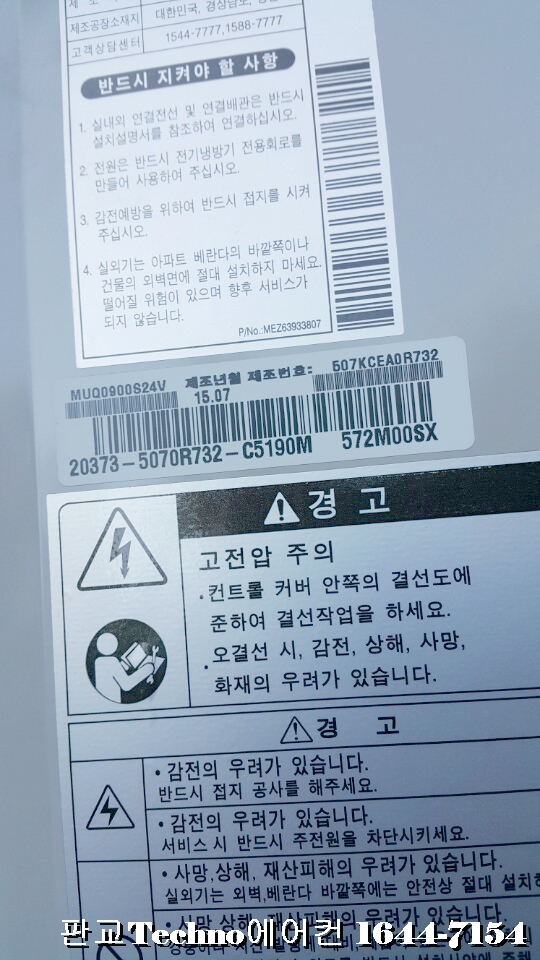 제조공장소재지 대한민국, 경상남도,
고객상담센터 1544-7777,1588-7777
반드시 지켜야 할 사항
1. 실내외 연결전선 및 연결배관은 반드시
설치설명서를 참조하여 연결하십시오.
2. 전원은 반드시 전기냉방기 전용회로를
만들어 사용하여 주십시오.
3. 감전예방을 위하여 반드시 접지를 시켜
주십시오.
4. 실외기는 아파트 베란다의 바깥쪽이나
건물의 외벽면에 절대 설치하지 마세요.
떨어질 위험이 있으며 향후 서비스가
되지 않습니다.
P/No.:MEZ63933807
MUQ0900S24V 제조년월 제조번호: 507KCEA0R732
15.07
20373-5070R732-C5190M 572M00SX
경 고
고전압 주의
.컨트롤 커버 안쪽의 결선도에
준하여 결선작업을 하세요.
.오결선 시, 감전, 상해, 사망,
화재의 우려가 있습니다.
경 고
• 감전의 우려가 있습니다.
반드시 접지 공사를 해주세요.
• 감전의 우려가 있습니다.
서비스 시 반드시 주전원을 차단시키세요.
• 사망,상해, 재산피해의 우려가 있습니다.
실외기는 외벽,베란다 바깥쪽에는 안전상 절대 설치하
• 사망,상해, 재산피해의 우려가 있습니다.
판교Techno에어컨 1644-7154